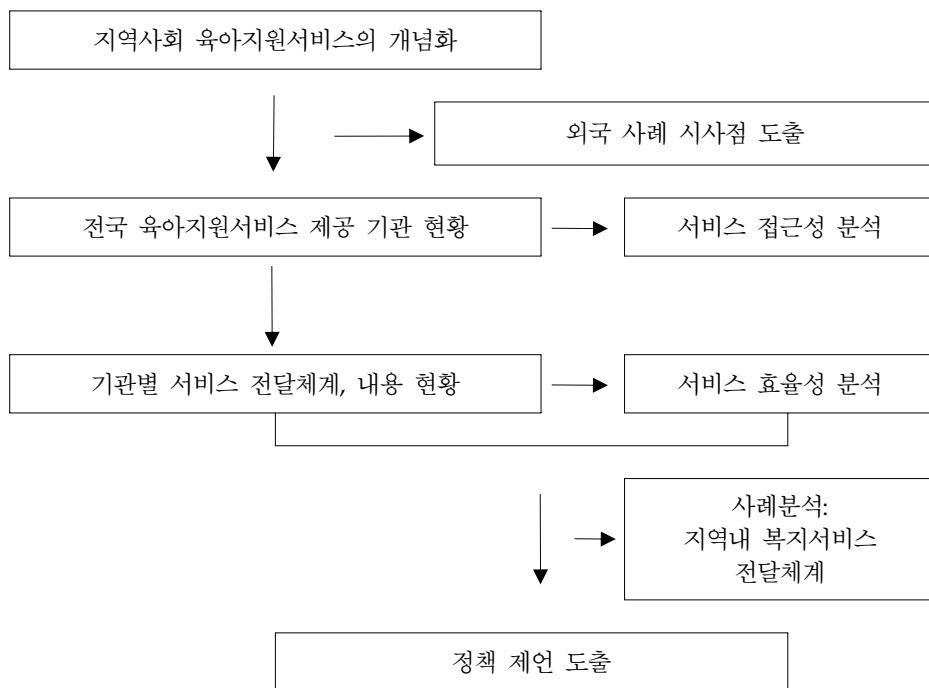 지역사회 육아지원서비스의 개념화
외국 사례 시사점 도출
전국 육아지원서비스 제공 기관 현황
서비스 접근성 분석
기관별 서비스 전달체계, 내용 현황
서비스 효율성 분석
사례분석:
지역내 복지서비스
전달체계
정책 제언 도출